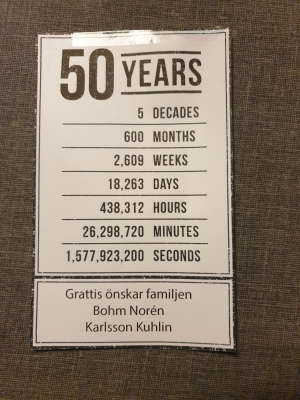 50 YEARS
5 DECADES
600 MONTHS
2,609 WEEKS
18,263 DAYS
438,312 HOURS
26,298,720 MINUTES
1,577,923,200 SECONDS
Grattis önskar familjen
Bohm Norén
Karlsson Kuhlin